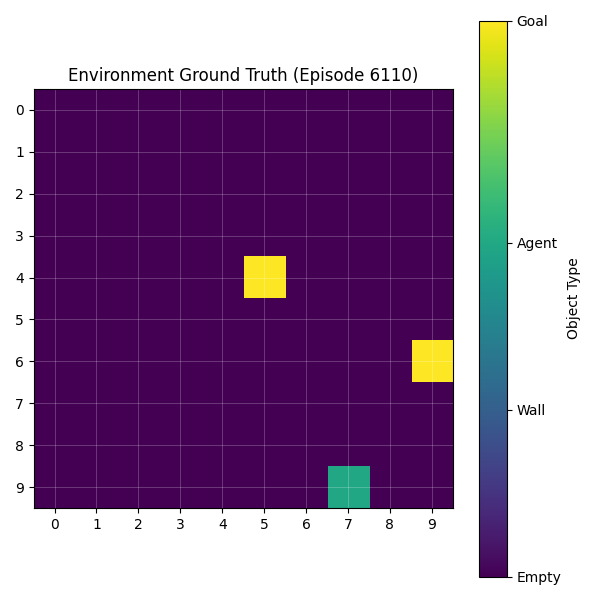 Environment Ground Truth (Episode 6110)
0
1
2
3
4
5
6
7
8
9
0 1 2 3 4 5 6 7 8 9
Goal
Agent
Wall
Empty
Object Type